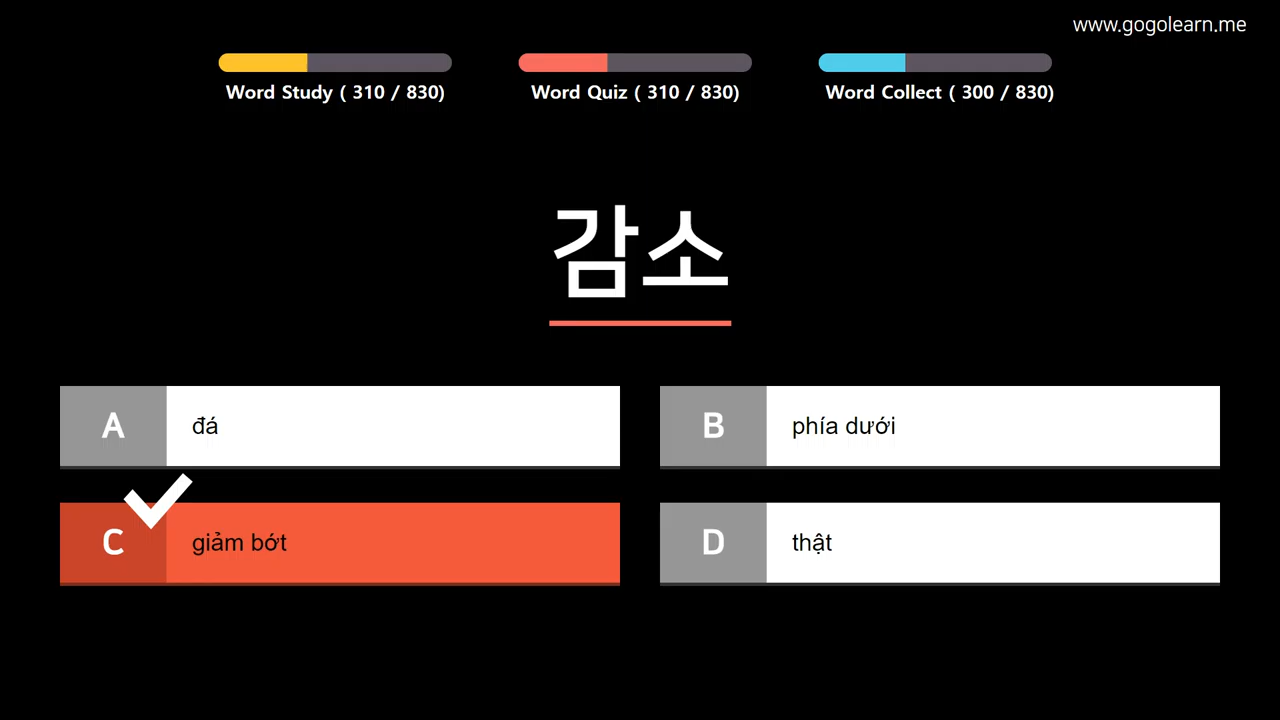 www.gogolearn.me
Word Study ( 310 / 830)
Word Quiz ( 310 / 830)
Word Collect ( 300 / 830)
감소
A
đá
B
phía dưới
C
giảm bớt
D
thật